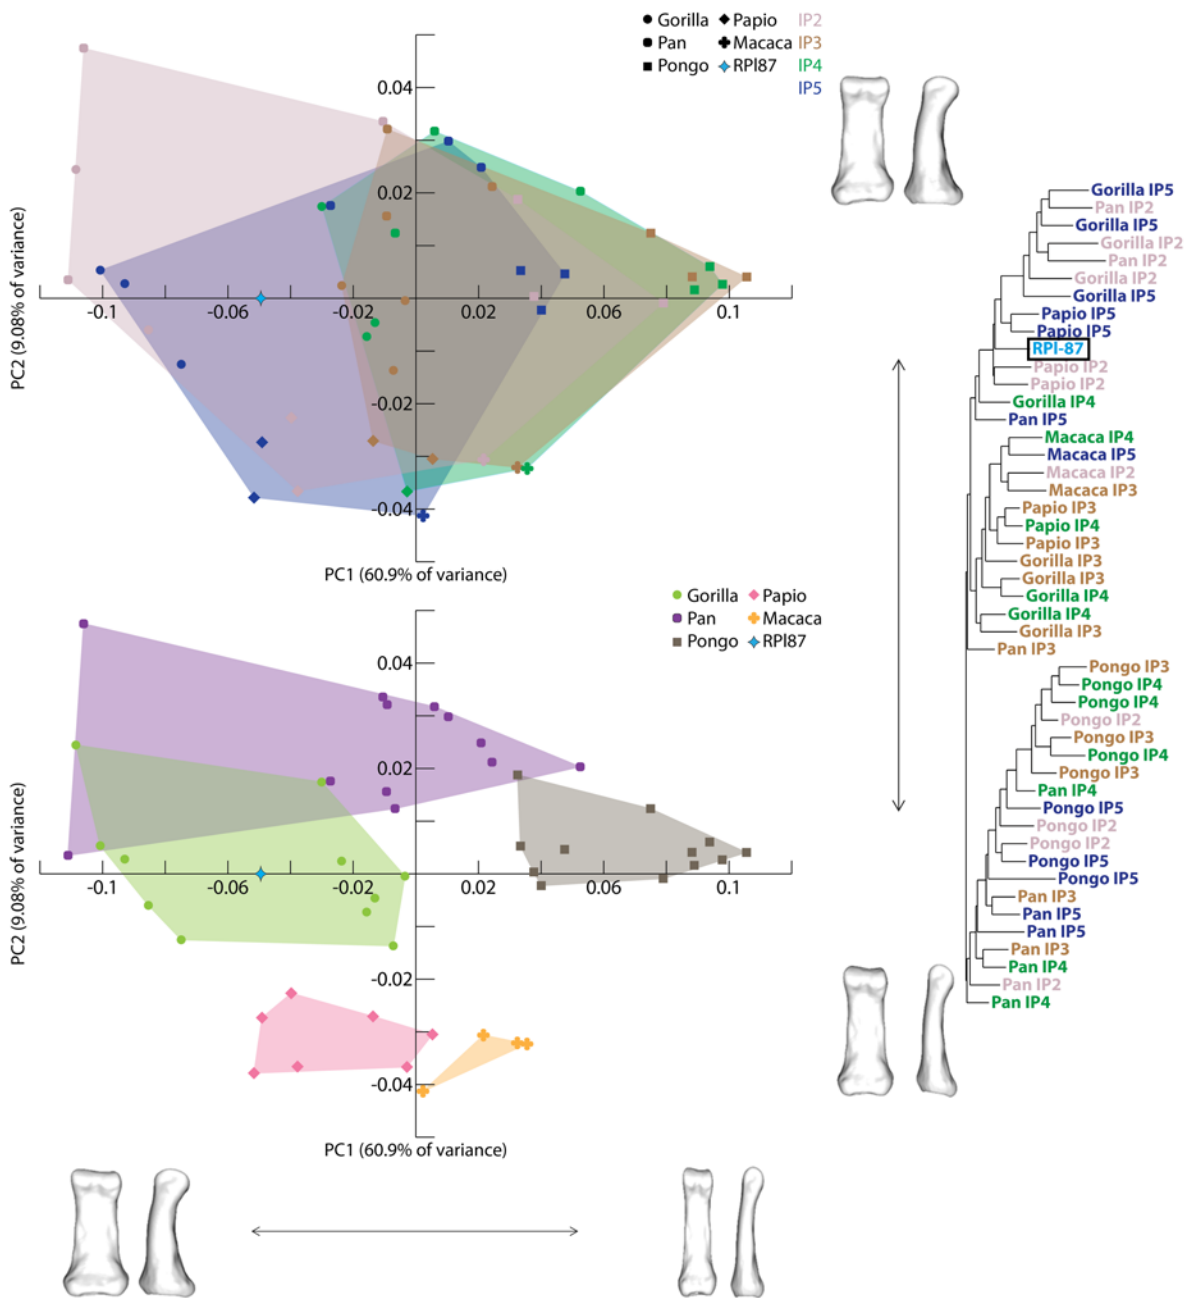 Gorilla Papio IP2
Pan Macaca IP3
Pongo RPI87 IP4
IP5
0.04
0.02
-0.1 -0.06 -0.02 0.02 0.06 0.1
-0.02
-0.04
PC2 (9.08% of variance)
PC1 (60.9% of variance)
Gorilla Papio
Pan Macaca
Pongo RPI87
0.04
0.02
-0.1 -0.06 -0.02 0.02 0.06 0.1
-0.02
-0.04
PC2 (9.08% of variance)
PC1 (60.9% of variance)
Gorilla IP5
Pan IP2
Gorilla IP5
Gorilla IP2
Pan IP2
Gorilla IP2
Gorilla IP5
Papio IP5
Papio IP5
RPI-87
Papio IP2
Papio IP2
Gorilla IP4
Pan IP5
Macaca IP4
Macaca IP5
Macaca IP2
Macaca IP3
Papio IP3
Papio IP4
Papio IP3
Gorilla IP3
Gorilla IP3
Gorilla IP4
Gorilla IP4
Gorilla IP3
Pan IP3
Pongo IP3
Pongo IP4
Pongo IP4
Pongo IP2
Pongo IP3
Pongo IP4
Pongo IP3
Pan IP4
Pongo IP5
Pongo IP2
Pongo IP2
Pongo IP5
Pongo IP5
Pan IP3
Pan IP5
Pan IP5
Pan IP3
Pan IP4
Pan IP2
Pan IP4